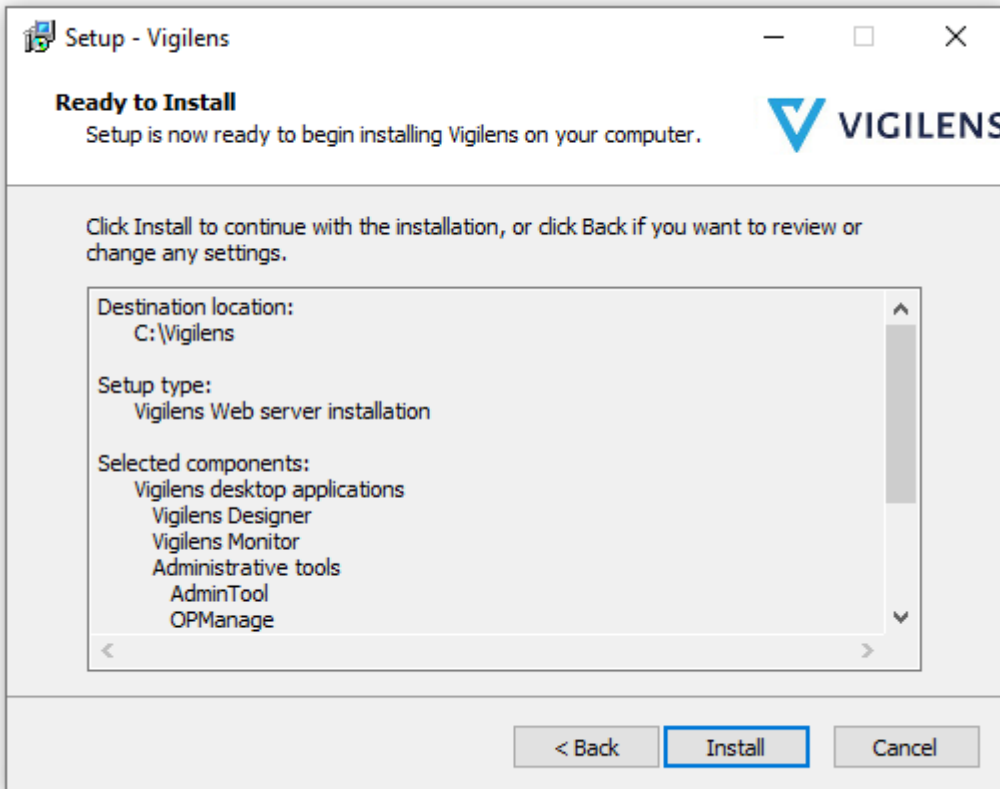 Setup - Vigilens
Ready to Install
Setup is now ready to begin installing Vigilens on your computer.
VIGILENS
Click Install to continue with the installation, or click Back if you want to review or
change any settings.
Destination location:
C:\Vigilens
Setup type:
Vigilens Web server installation
Selected components:
Vigilens desktop applications
Vigilens Designer
Vigilens Monitor
Administrative tools
AdminTool
OPManage
< Back
Install
Cancel